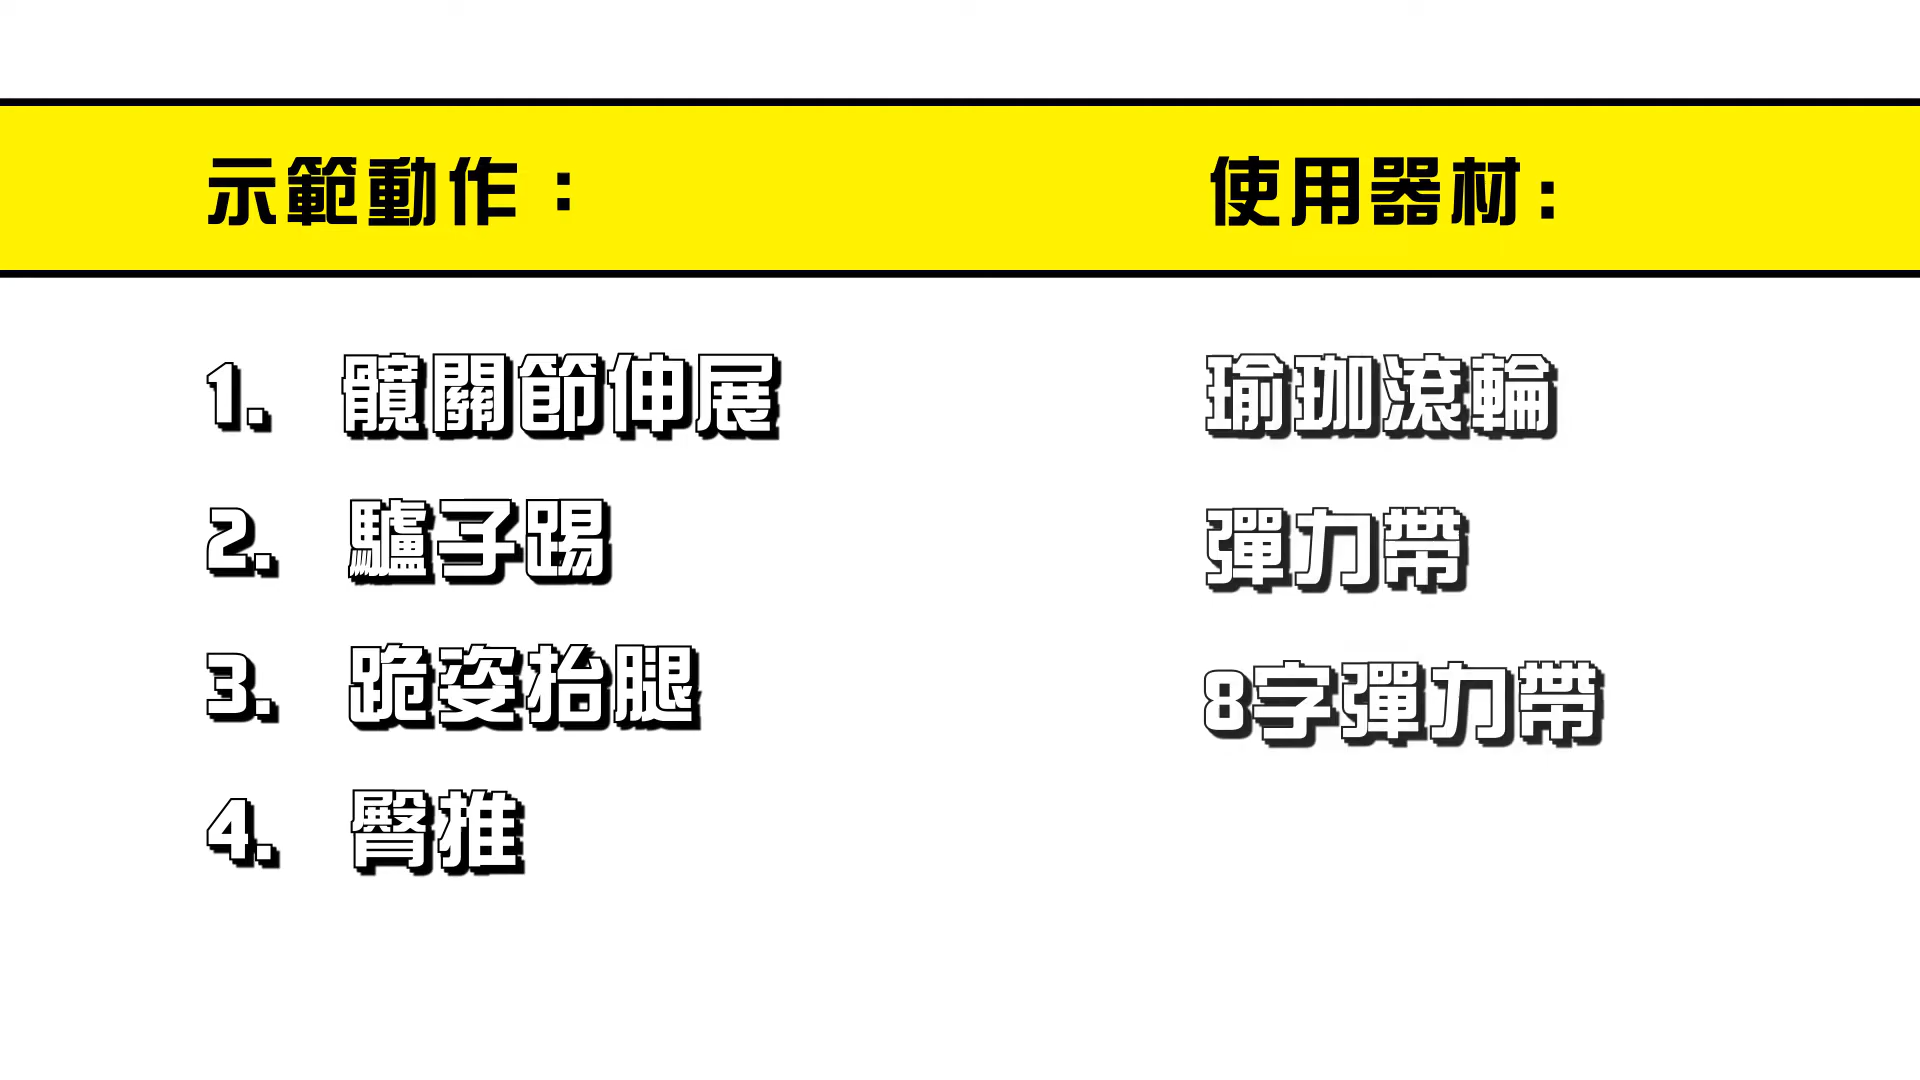 示範動作：
1. 髖關節伸展
2. 驢子踢
3. 跪姿抬腿
4. 臀推
使用器材:
瑜珈滾輪
彈力帶
8字彈力帶